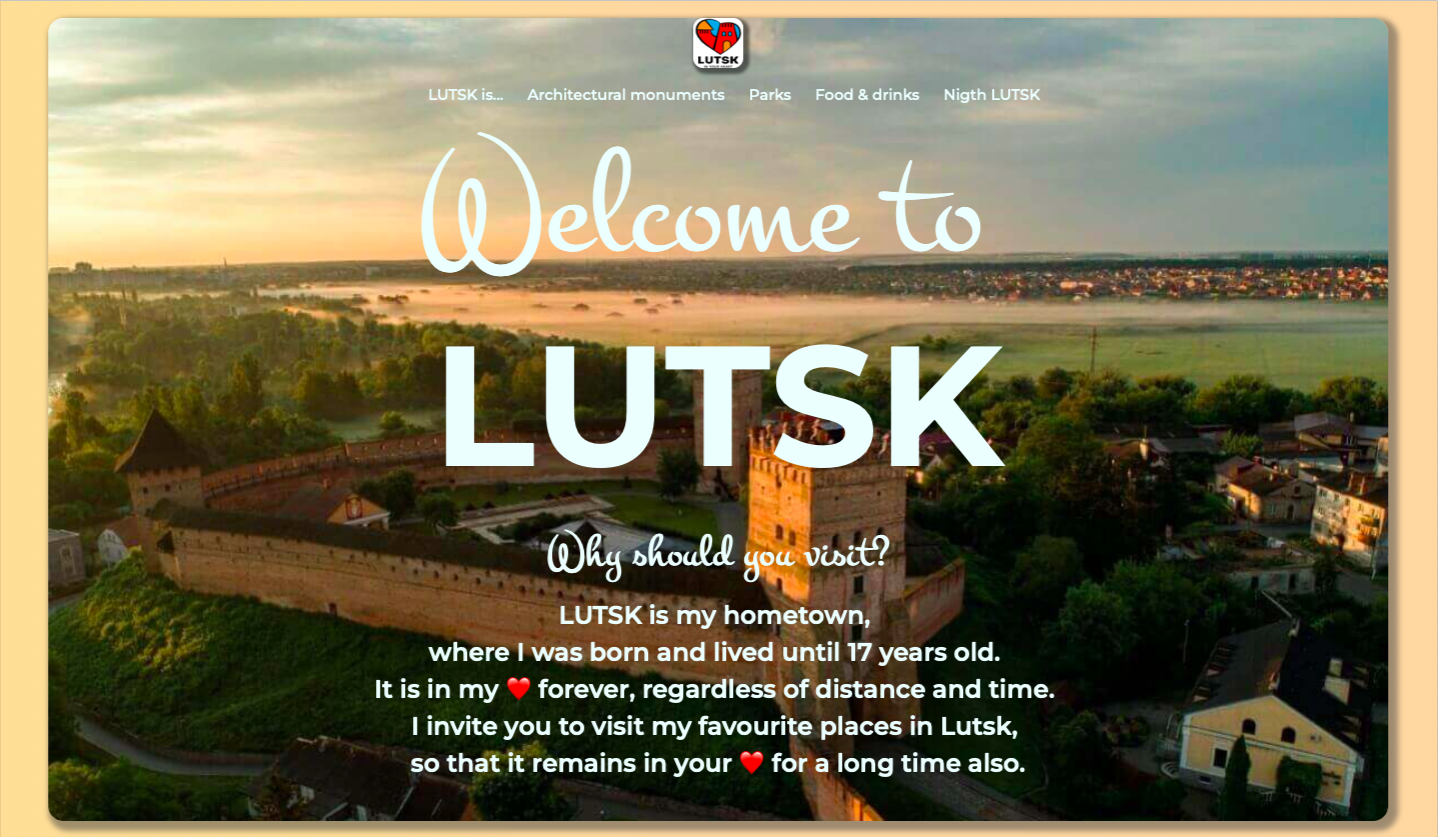 LUTSK
IN YOUR HEART
LUTSK is... Architectural monuments Parks Food & drinks Nigth LUTSK
Welcome to
LUTSK
Why should you visit?
LUTSK is my hometown,
where I was born and lived until 17 years old.
It is in my ❤️ forever, regardless of distance and time.
I invite you to visit my favourite places in Lutsk,
so that it remains in your ❤️ for a long time also.